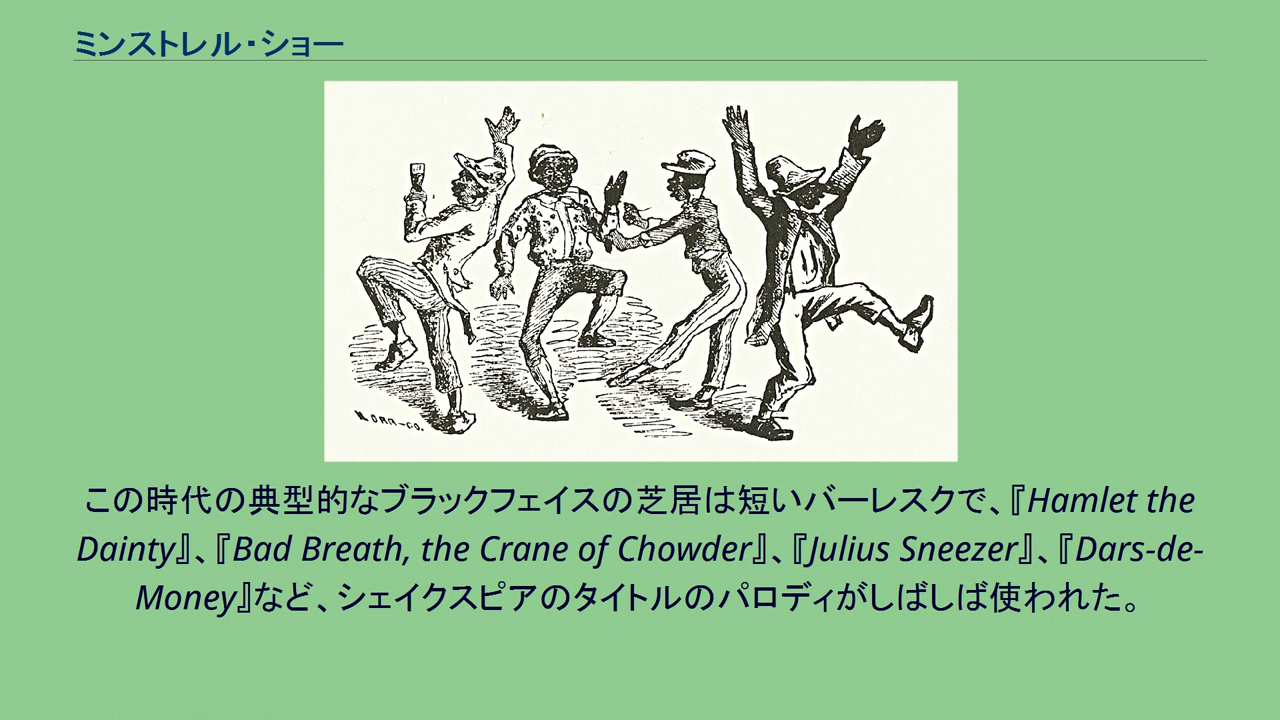 ミンストレル・ショー
NORR-CO.
この時代の典型的なブラックフェイスの芝居は短いバーレスクで、『Hamlet the
Dainty』、『Bad Breath, the Crane of Chowder』、『Julius Sneezer』、『Dars-de-
Money』など、シェイクスピアのタイトルのパロディがしばしば使われた。